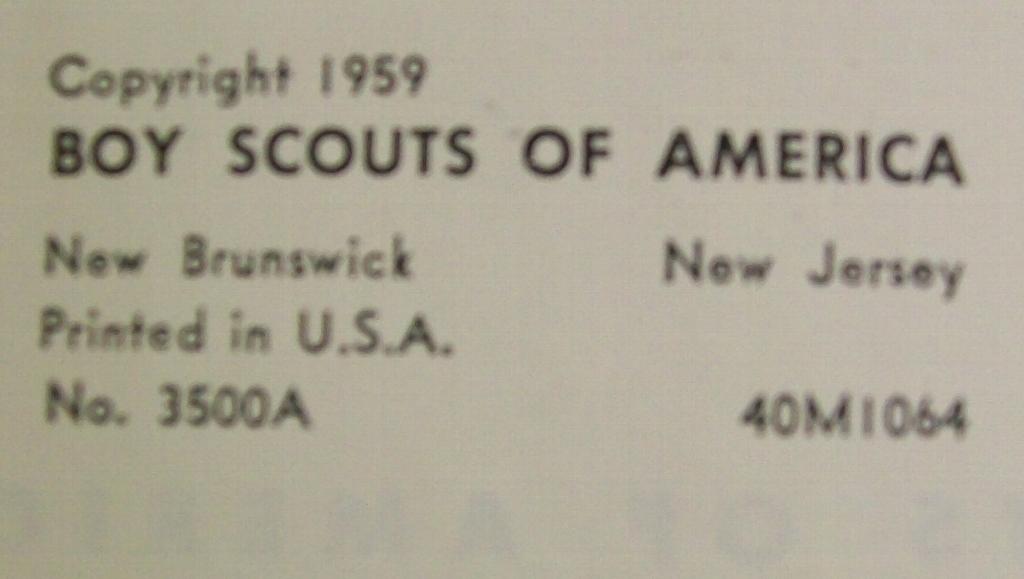 Copyright 1959
BOY SCOUTS OF AMERICA
New Brunswick New Jersey
Printed in U.S.A.
No. 3500A 40M1064